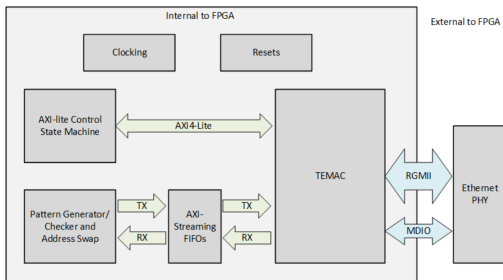 Internal to FPGA
External to FPGA
Clocking
Resets
AXI-lite Control
State Machine
AXI4-Lite
TEMAC
RGMII
Ethernet
PHY
MDIO
Pattern Generator/
Checker and
Address Swap
TX
RX
AXI-
Streaming
FIFOs
TX
RX